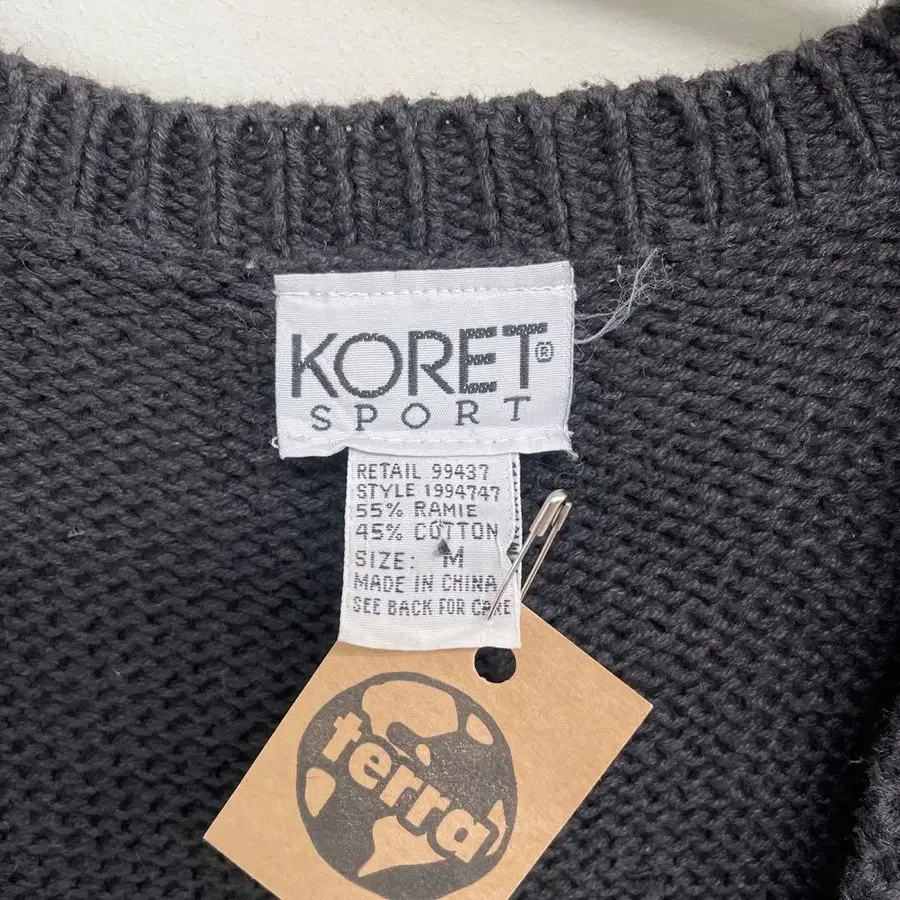 KORET®
SPORT
RETAIL 99437
STYLE 1994747
55% RAMIE
45% COTTON
SIZE: M
MADE IN CHINA
SEE BACK FOR CARE
terra